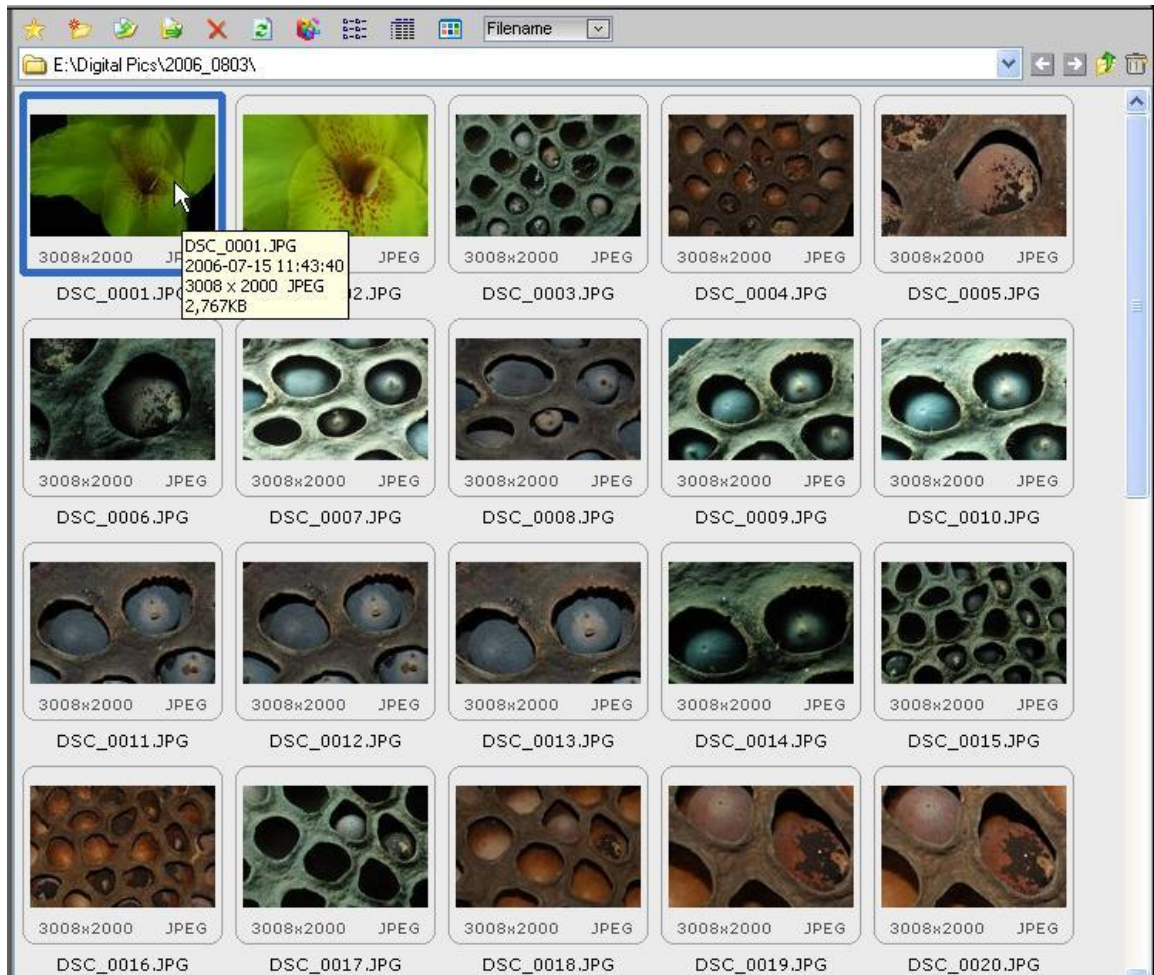 Filename
E:\Digital Pics\2006_0803\
3008x2000 JPEG JPEG 3008x2000 JPEG 3008x2000 JPEG 3008x2000 JPEG
DSC_0001.JPG
2006-07-15 11:43:40
3008 x 2000 JPEG
2,767KB
DSC_0001.JPG 02.JPG DSC_0003.JPG DSC_0004.JPG DSC_0005.JPG
3008x2000 JPEG 3008x2000 JPEG 3008x2000 JPEG 3008x2000 JPEG 3008x2000 JPEG
DSC_0006.JPG DSC_0007.JPG DSC_0008.JPG DSC_0009.JPG DSC_0010.JPG
3008x2000 JPEG 3008x2000 JPEG 3008x2000 JPEG 3008x2000 JPEG 3008x2000 JPEG
DSC_0011.JPG DSC_0012.JPG DSC_0013.JPG DSC_0014.JPG DSC_0015.JPG
3008x2000 JPEG 3008x2000 JPEG 3008x2000 JPEG 3008x2000 JPEG 3008x2000 JPEG
DSC_0016.JPG DSC_0017.JPG DSC_0018.JPG DSC_0019.JPG DSC_0020.JPG